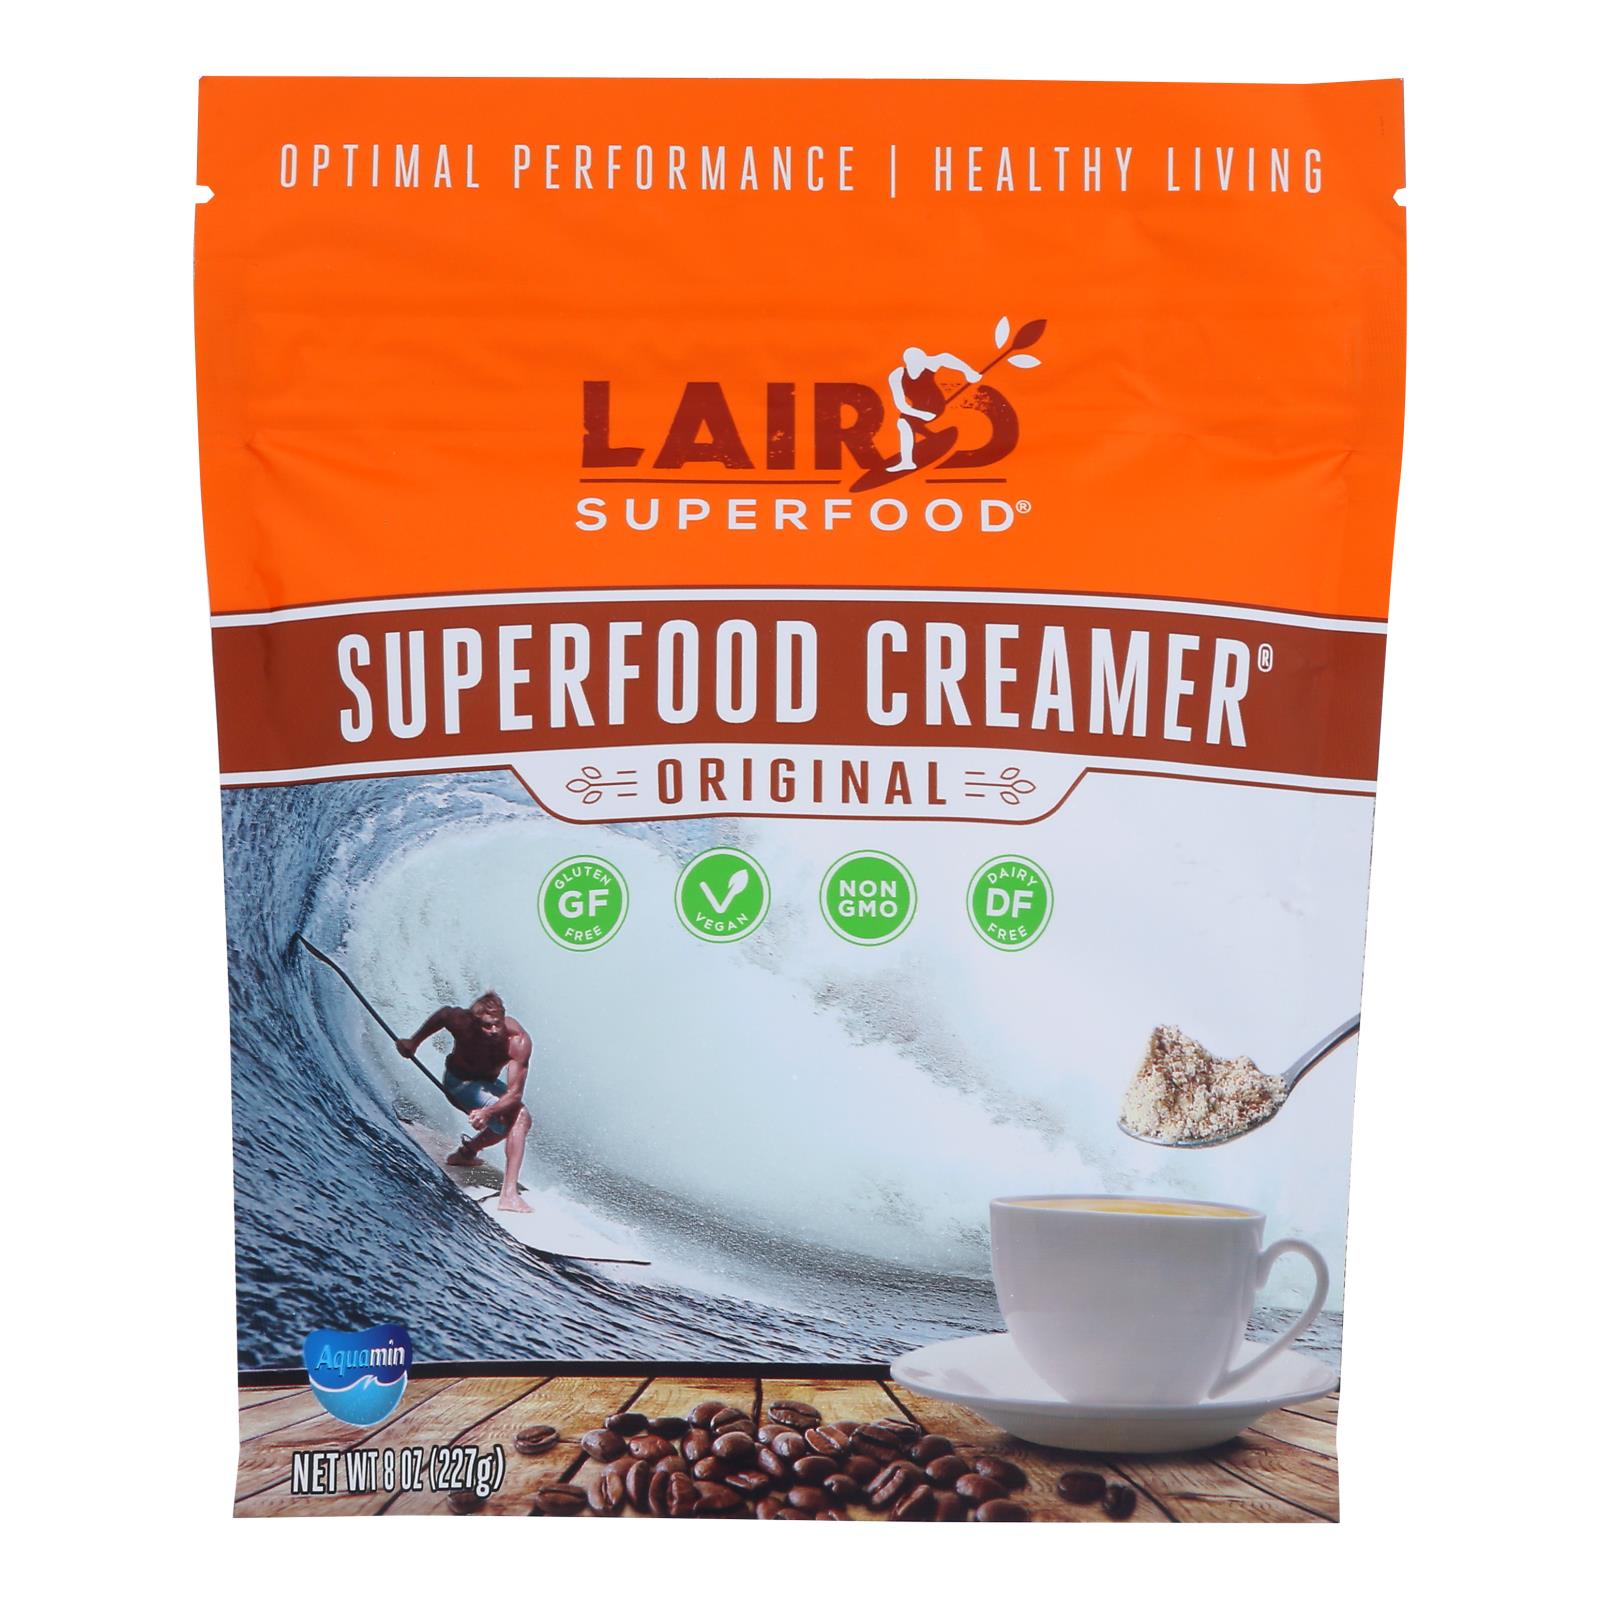 OPTIMAL PERFORMANCE | HEALTHY LIVING
LAIRD
SUPERFOOD®
SUPERFOOD CREAMER®
ORIGINAL
GLUTEN
GF
FREE
V
VEGAN
NON
GMO
DAIRY
DF
FREE
Aquamin
NET WT 8 OZ (227g)